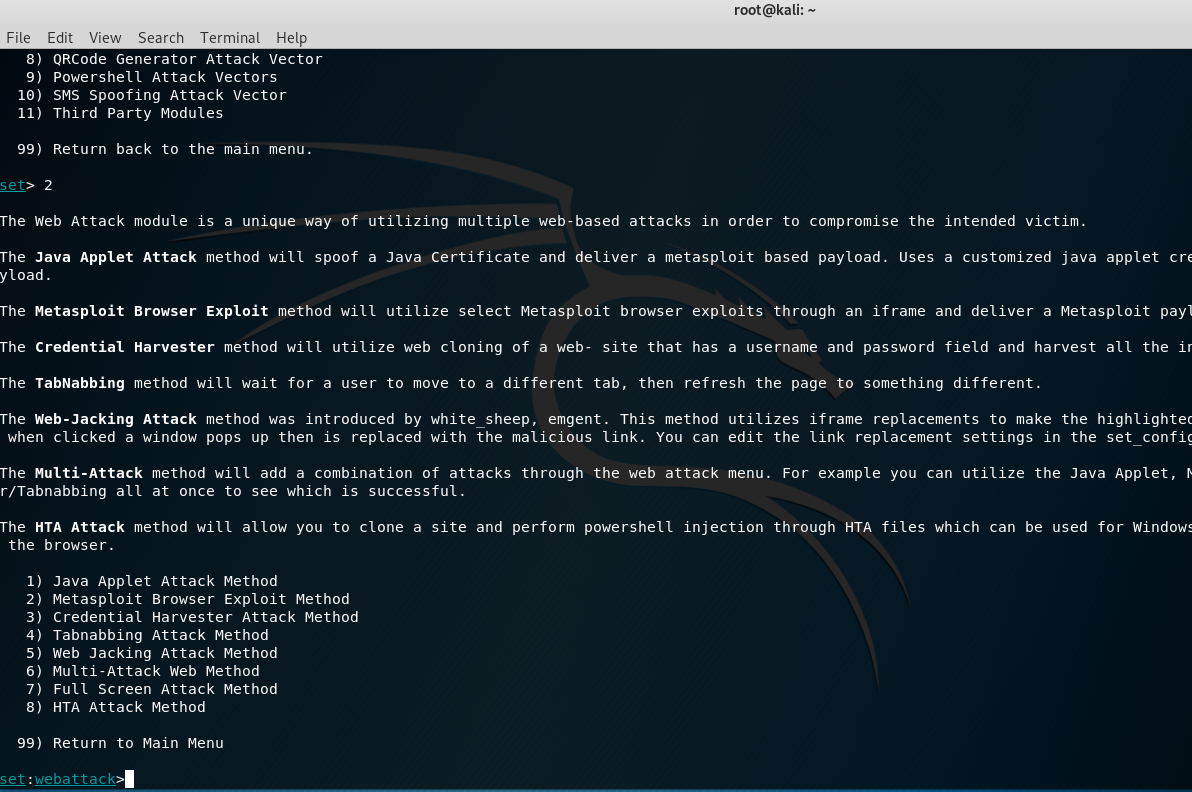 root@kali: ~
File Edit View Search Terminal Help
8) QRCode Generator Attack Vector
9) Powershell Attack Vectors
10) SMS Spoofing Attack Vector
11) Third Party Modules
99) Return back to the main menu.
set> 2
The Web Attack module is a unique way of utilizing multiple web-based attacks in order to compromise the intended victim.
The Java Applet Attack method will spoof a Java Certificate and deliver a metasploit based payload. Uses a customized java applet cre
yload.
The Metasploit Browser Exploit method will utilize select Metasploit browser exploits through an iframe and deliver a Metasploit payl
The Credential Harvester method will utilize web cloning of a web- site that has a username and password field and harvest all the in
The TabNabbing method will wait for a user to move to a different tab, then refresh the page to something different.
The Web-Jacking Attack method was introduced by white_sheep, emgent. This method utilizes iframe replacements to make the highlighted
when clicked a window pops up then is replaced with the malicious link. You can edit the link replacement settings in the set_config
The Multi-Attack method will add a combination of attacks through the web attack menu. For example you can utilize the Java Applet, M
r/Tabnabbing all at once to see which is successful.
The HTA Attack method will allow you to clone a site and perform powershell injection through HTA files which can be used for Windows
the browser.
1) Java Applet Attack Method
2) Metasploit Browser Exploit Method
3) Credential Harvester Attack Method
4) Tabnabbing Attack Method
5) Web Jacking Attack Method
6) Multi-Attack Web Method
7) Full Screen Attack Method
8) HTA Attack Method
99) Return to Main Menu
set:webattack>